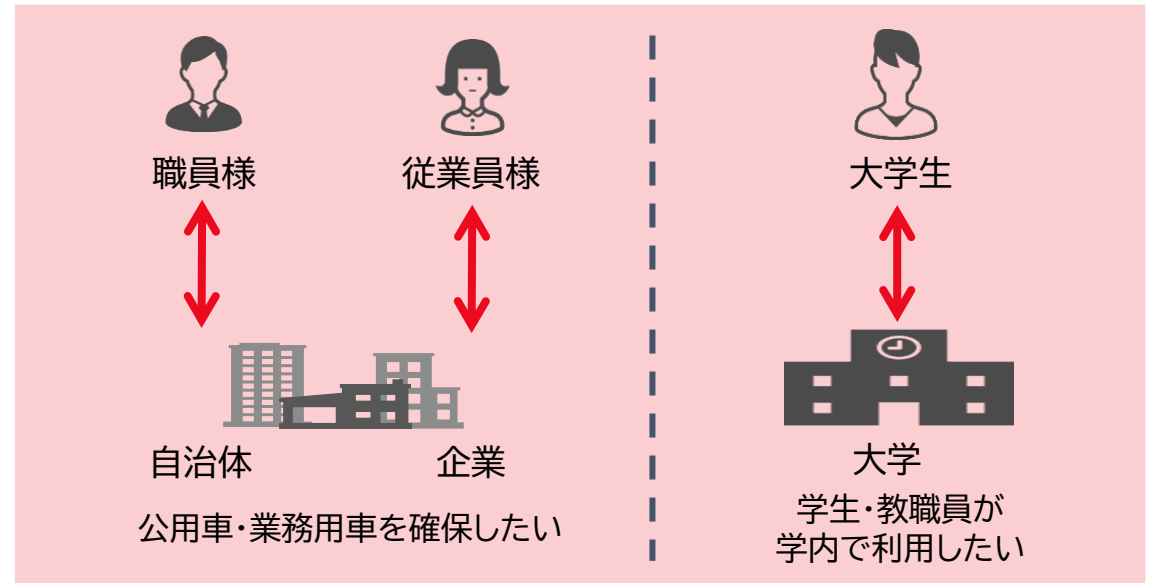 職員様
従業員様
自治体
企業
公用車・業務用車を確保したい
大学生
大学
学生・教職員が
学内で利用したい